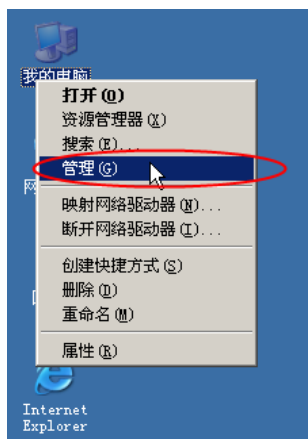 我的电脑
打开(O)
资源管理器(X)
搜索(E)...
管理(G)
网
映射网络驱动器(N)...
断开网络驱动器(I)...
创建快捷方式(S)
删除(D)
重命名(M)
属性(R)
Internet
Explorer